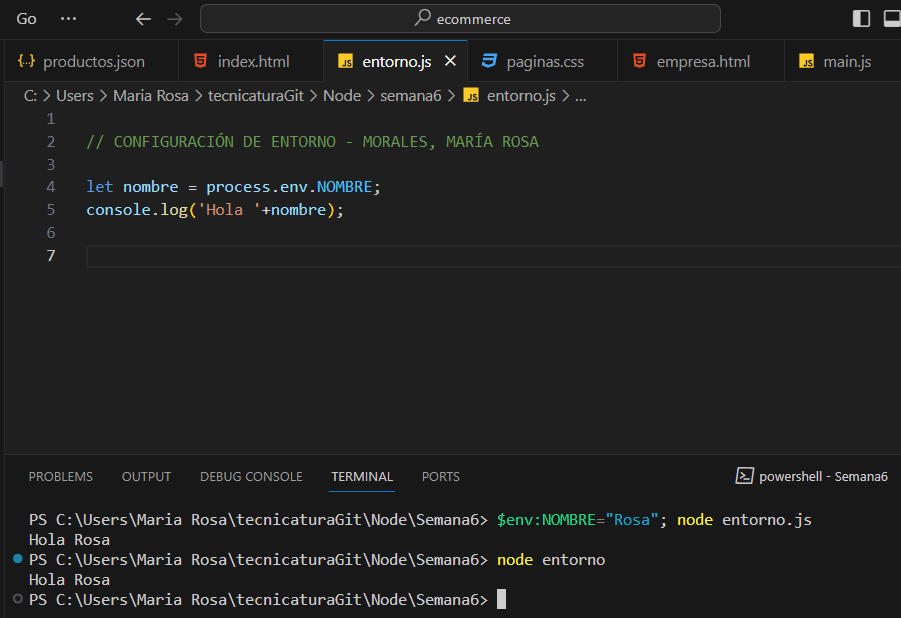 Go ··· ← → ecommerce
{..} productos.json index.html JS entorno.js × paginas.css empresa.html JS main.js
C: > Users > Maria Rosa > tecnicaturaGit > Node > semana6 > JS entorno.js > ...
1
2 // CONFIGURACIÓN DE ENTORNO - MORALES, MARÍA ROSA
3
4 let nombre = process.env.NOMBRE;
5 console.log('Hola '+nombre);
6
7
PROBLEMS OUTPUT DEBUG CONSOLE TERMINAL PORTS powershell - Semana6
PS C:\Users\Maria Rosa\tecnicaturaGit\Node\Semana6> $env:NOMBRE="Rosa"; node entorno.js
Hola Rosa
PS C:\Users\Maria Rosa\tecnicaturaGit\Node\Semana6> node entorno
Hola Rosa
PS C:\Users\Maria Rosa\tecnicaturaGit\Node\Semana6>